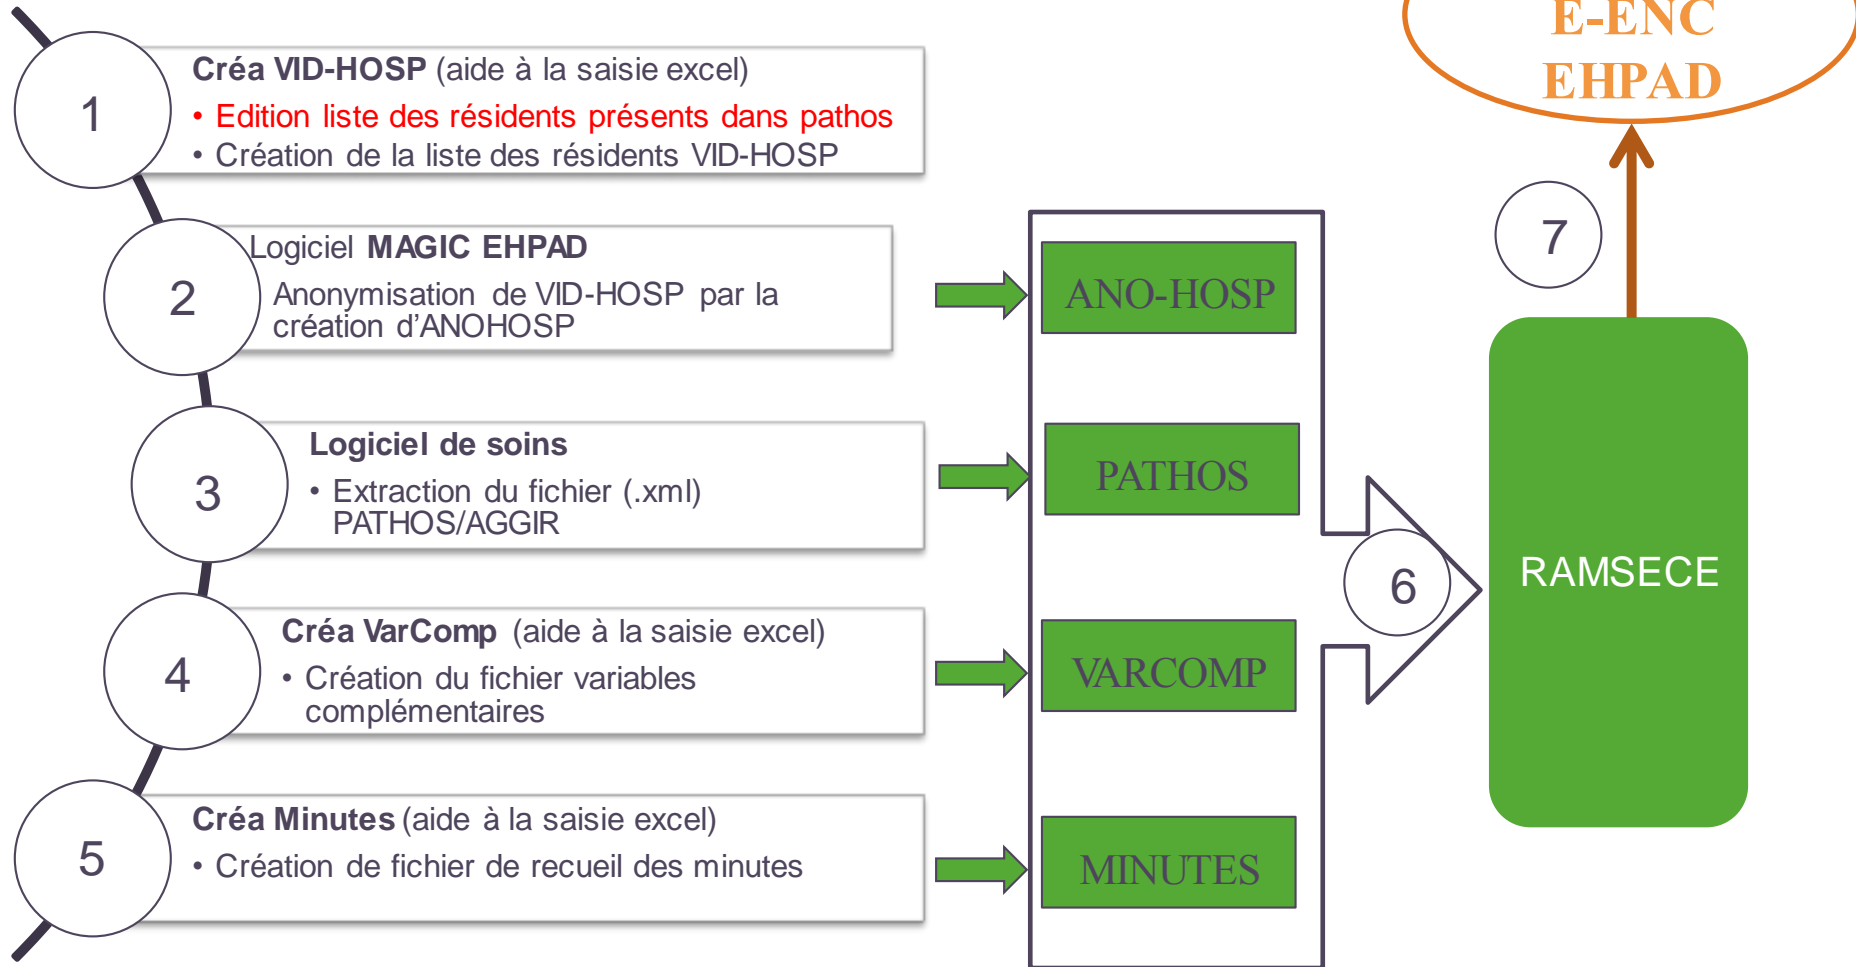 1
Créa VID-HOSP (aide à la saisie excel)
• Edition liste des résidents présents dans pathos
• Création de la liste des résidents VID-HOSP
2
Logiciel MAGIC EHPAD
Anonymisation de VID-HOSP par la
création d’ANOHOSP
3
Logiciel de soins
• Extraction du fichier (.xml)
PATHOS/AGGIR
4
Créa VarComp (aide à la saisie excel)
• Création du fichier variables
complémentaires
5
Créa Minutes (aide à la saisie excel)
• Création de fichier de recueil des minutes
ANO-HOSP
PATHOS
VARCOMP
MINUTES
6
RAMSECE
7
E-ENC
EHPAD